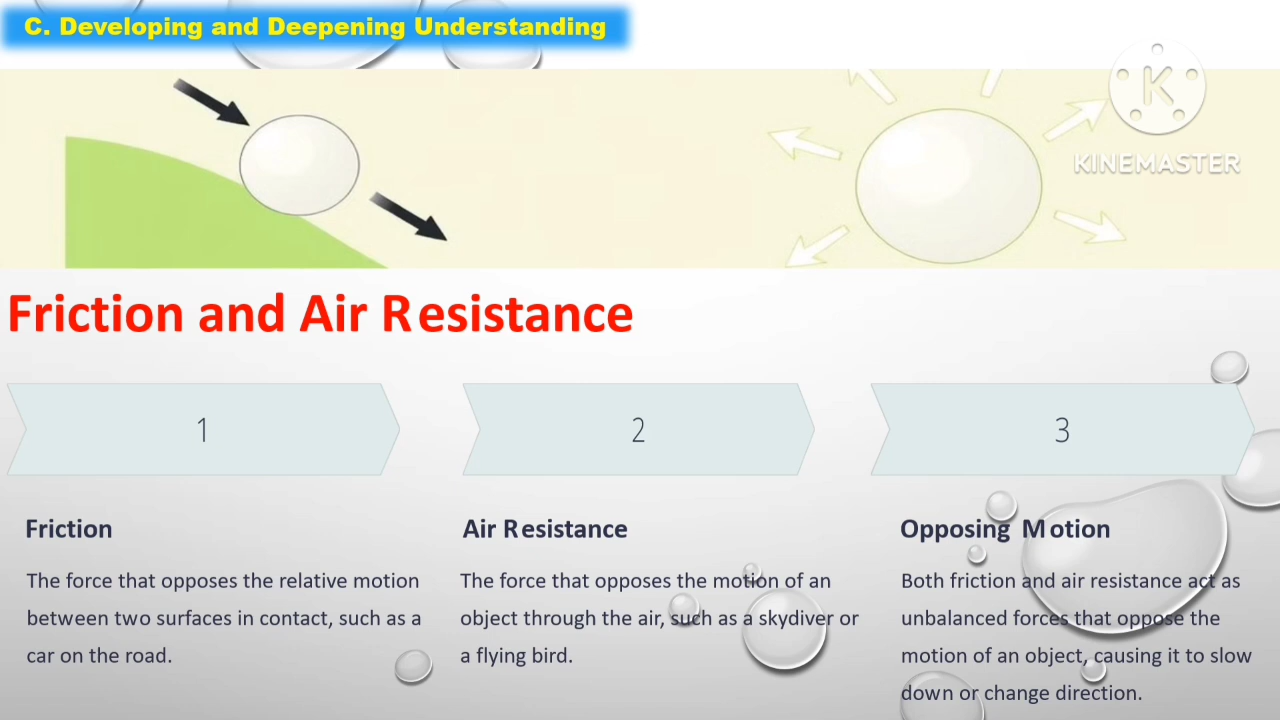 C. Developing and Deepening Understanding
K
KINEMASTER
Friction and Air Resistance
1
2
3
Friction
The force that opposes the relative motion
between two surfaces in contact, such as a
car on the road.
Air Resistance
The force that opposes the motion of an
object through the air, such as a skydiver or
a flying bird.
Opposing Motion
Both friction and air resistance act as
unbalanced forces that oppose the
motion of an object, causing it to slow
down or change direction.